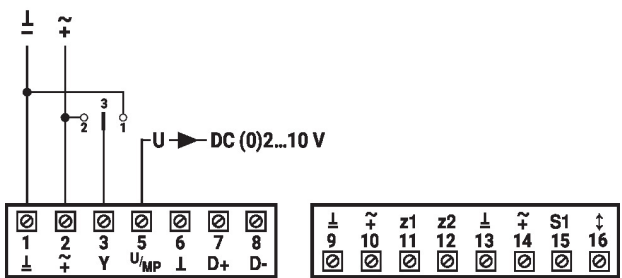 ⊥ ~
− +
3
2 1
U DC (0)2...10 V
1 2 3 5 6 7 8
⊥ ~ Y U/MP ⊥ D+ D-
− +
⊥ ~ z1 z2 ⊥ ~ S1 ↕
− + − +
9 10 11 12 13 14 15 16